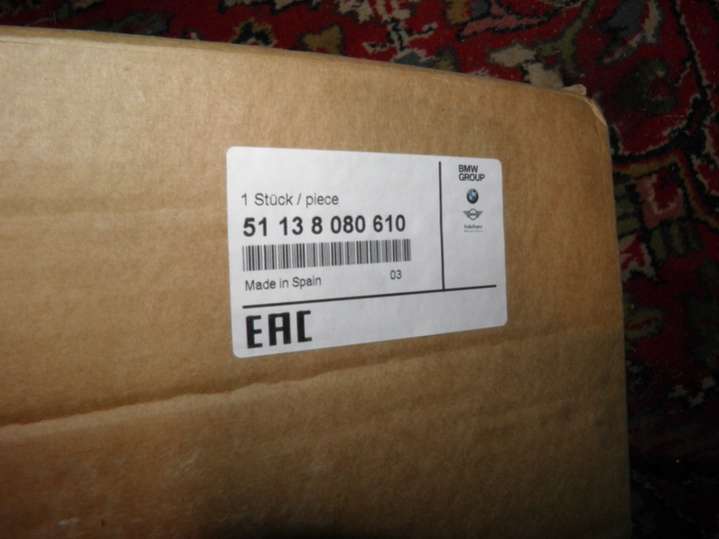 1 Stück / piece
51 13 8 080 610
Made in Spain
03
EAC
BMW
GROUP